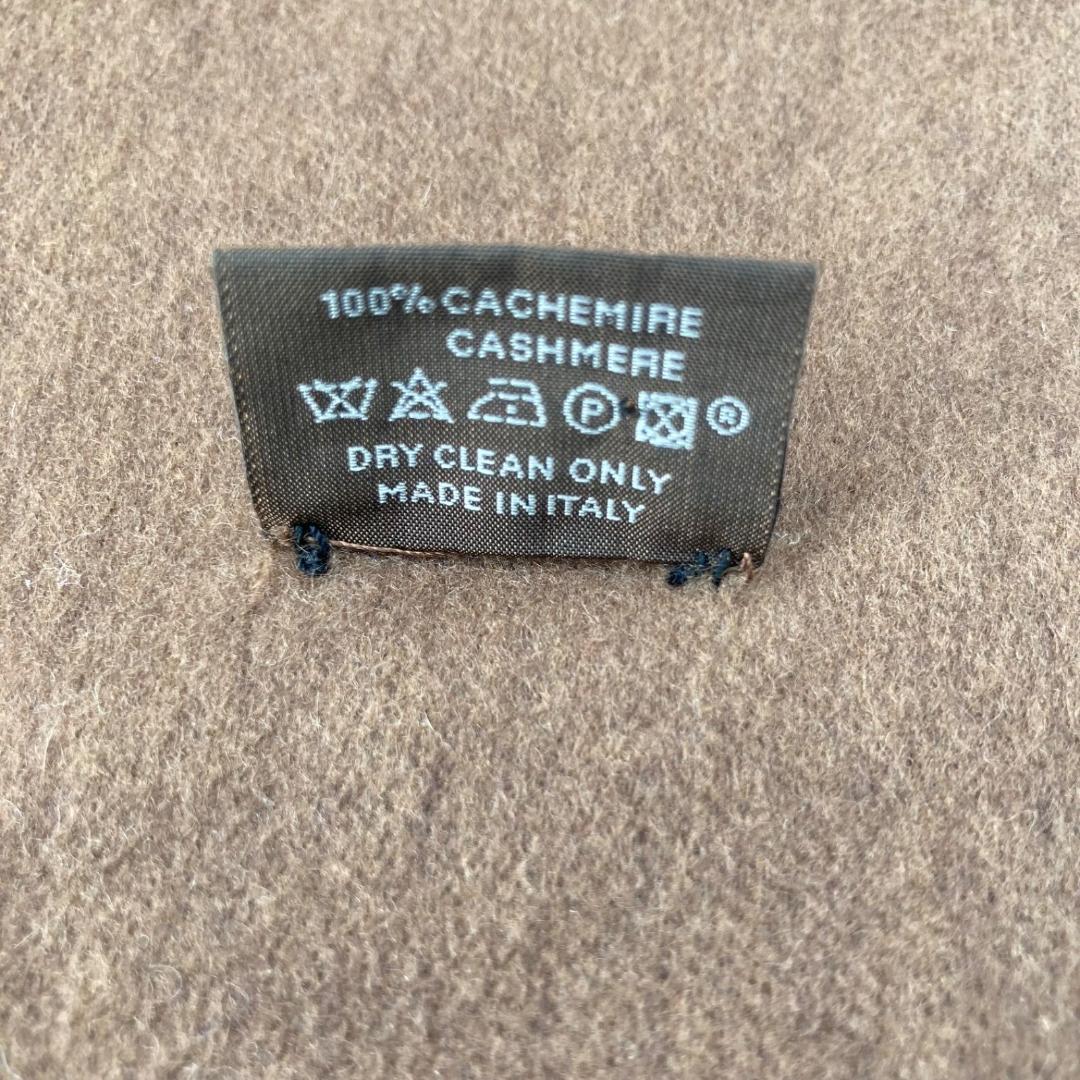 100% CACHEMIRE
CASHMERE
P ®
DRY CLEAN ONLY
MADE IN ITALY